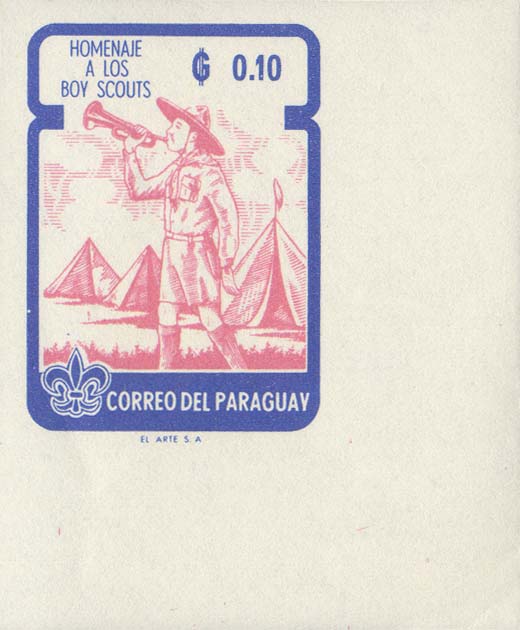 HOMENAJE
A LOS
BOY SCOUTS
₲ 0.10
CORREO DEL PARAGUAY
EL ARTE S. A